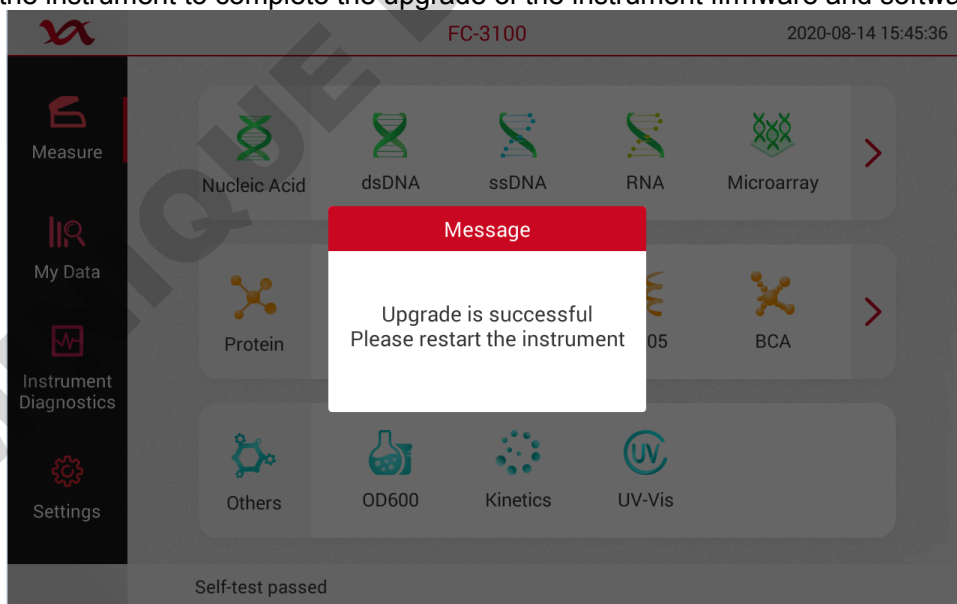 the instrument to complete the upgrade of the instrument firmware and softwa
FC-3100
2020-08-14 15:45:36
Measure
Nucleic Acid
dsDNA
ssDNA
RNA
Microarray
My Data
Message
Upgrade is successful
Please restart the instrument
Protein
05
BCA
Instrument
Diagnostics
Settings
Others
OD600
Kinetics
UV
UV-Vis
Self-test passed